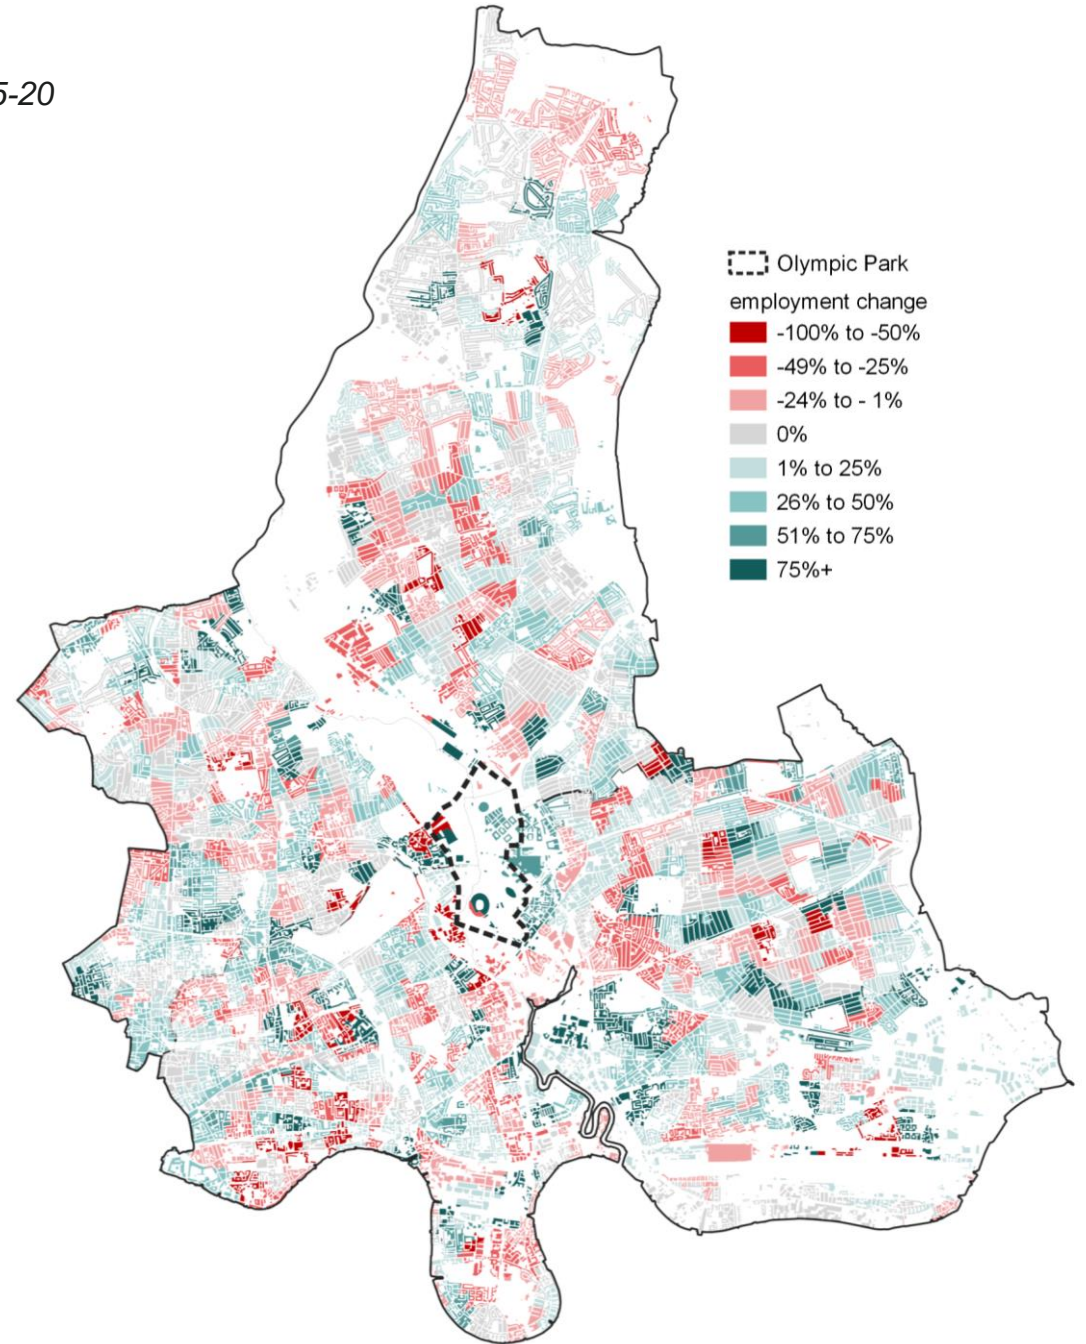 5-20
Olympic Park
employment change
-100% to -50%
-49% to -25%
-24% to - 1%
0%
1% to 25%
26% to 50%
51% to 75%
75%+